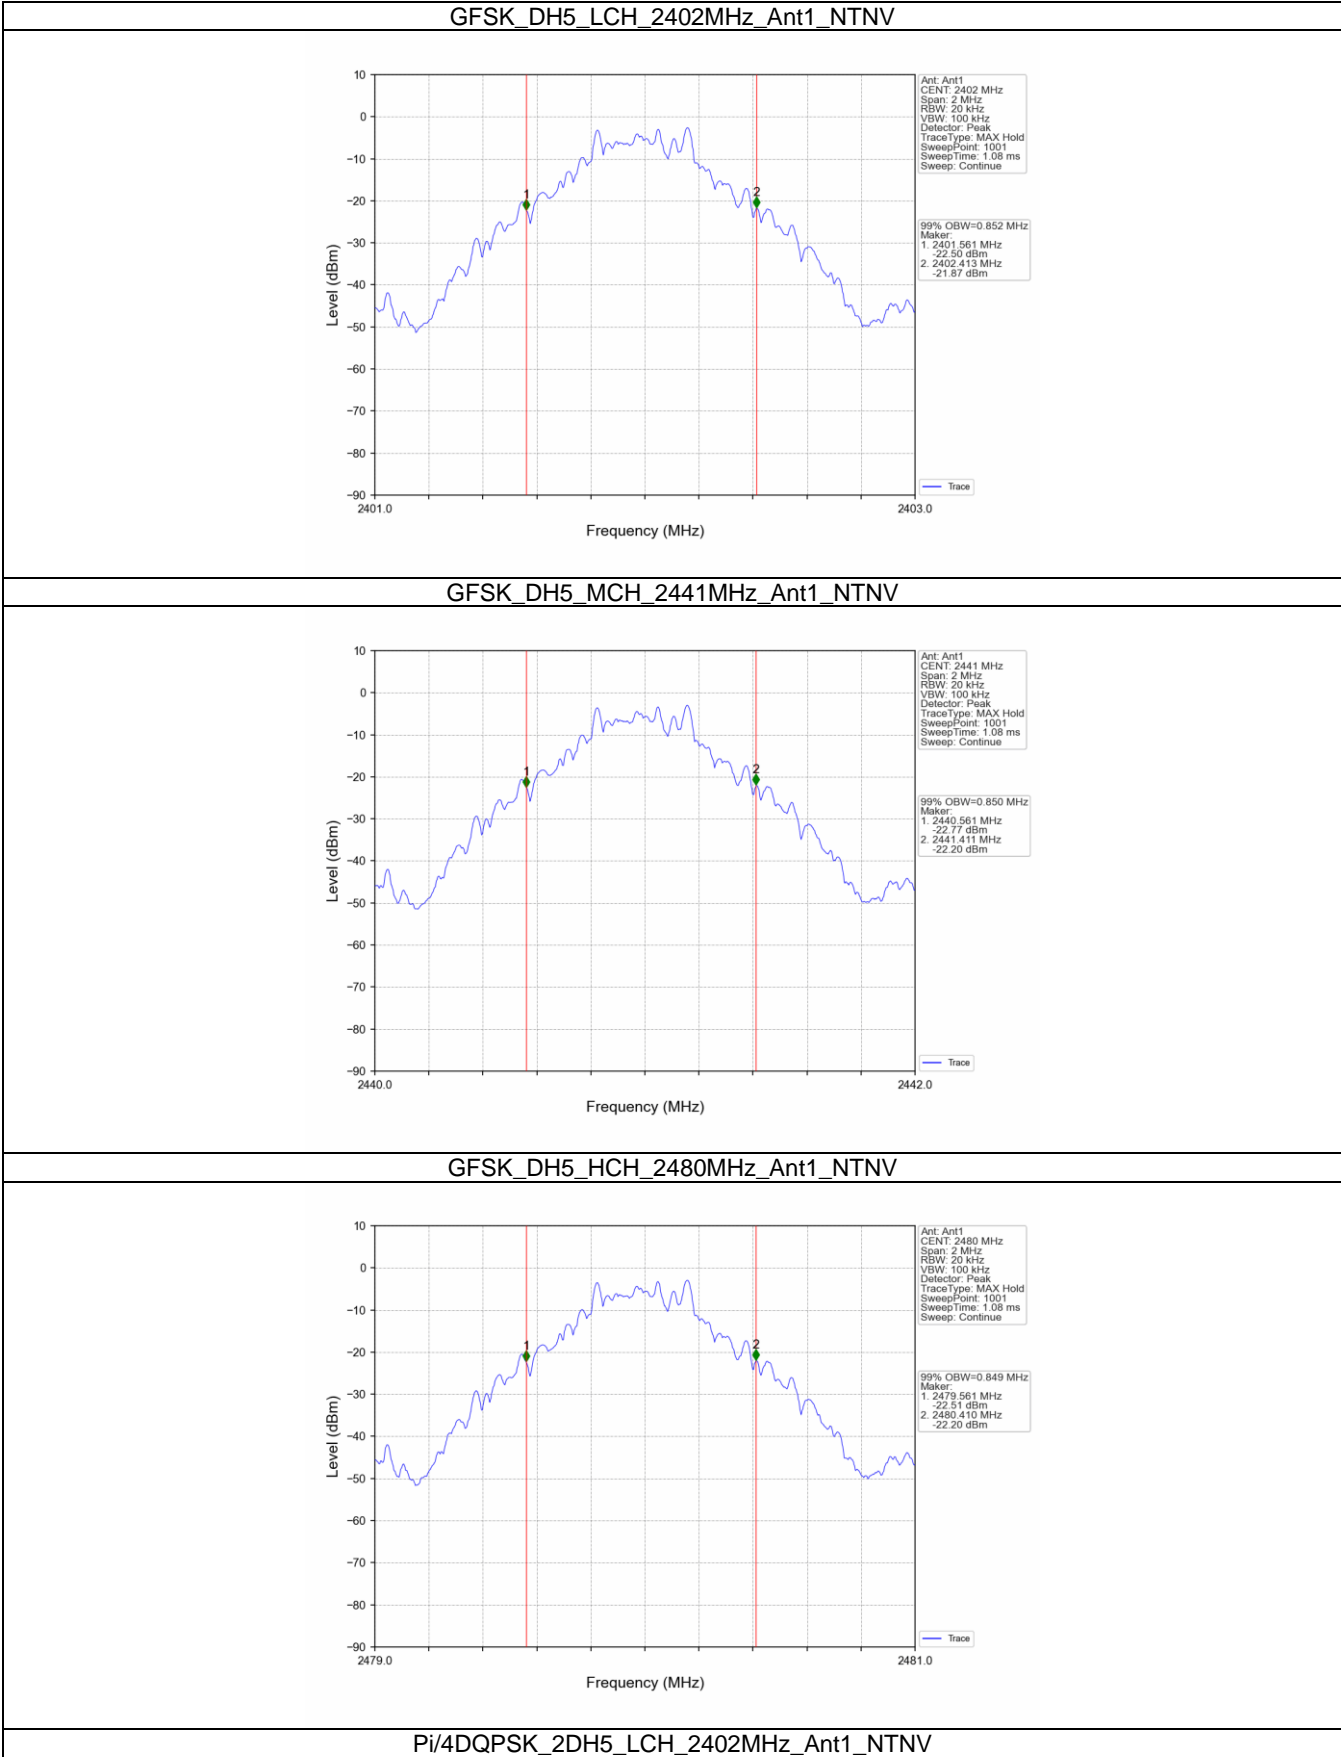 GFSK_DH5_LCH_2402MHz_Ant1_NTNV
10
0
−10
−20
−30
−40
−50
−60
−70
−80
−90
Level (dBm)
1
2
2401.0
2403.0
Frequency (MHz)
Ant: Ant1
CENT: 2402 MHz
Span: 2 MHz
RBW: 20 kHz
VBW: 100 kHz
Detector: Peak
TraceType: MAX Hold
SweepPoint: 1001
SweepTime: 1.08 ms
Sweep: Continue
99% OBW=0.852 MHz
Maker:
1. 2401.561 MHz
-22.50 dBm
2. 2402.413 MHz
-21.87 dBm
Trace
GFSK_DH5_MCH_2441MHz_Ant1_NTNV
10
0
−10
−20
−30
−40
−50
−60
−70
−80
−90
Level (dBm)
1
2
2440.0
2442.0
Frequency (MHz)
Ant: Ant1
CENT: 2441 MHz
Span: 2 MHz
RBW: 20 kHz
VBW: 100 kHz
Detector: Peak
TraceType: MAX Hold
SweepPoint: 1001
SweepTime: 1.08 ms
Sweep: Continue
99% OBW=0.850 MHz
Maker:
1. 2440.561 MHz
-22.77 dBm
2. 2441.411 MHz
-22.20 dBm
Trace
GFSK_DH5_HCH_2480MHz_Ant1_NTNV
10
0
−10
−20
−30
−40
−50
−60
−70
−80
−90
Level (dBm)
1
2
2479.0
2481.0
Frequency (MHz)
Ant: Ant1
CENT: 2480 MHz
Span: 2 MHz
RBW: 20 kHz
VBW: 100 kHz
Detector: Peak
TraceType: MAX Hold
SweepPoint: 1001
SweepTime: 1.08 ms
Sweep: Continue
99% OBW=0.849 MHz
Maker:
1. 2479.561 MHz
-22.51 dBm
2. 2480.410 MHz
-22.20 dBm
Trace
Pi/4DQPSK_2DH5_LCH_2402MHz_Ant1_NTNV